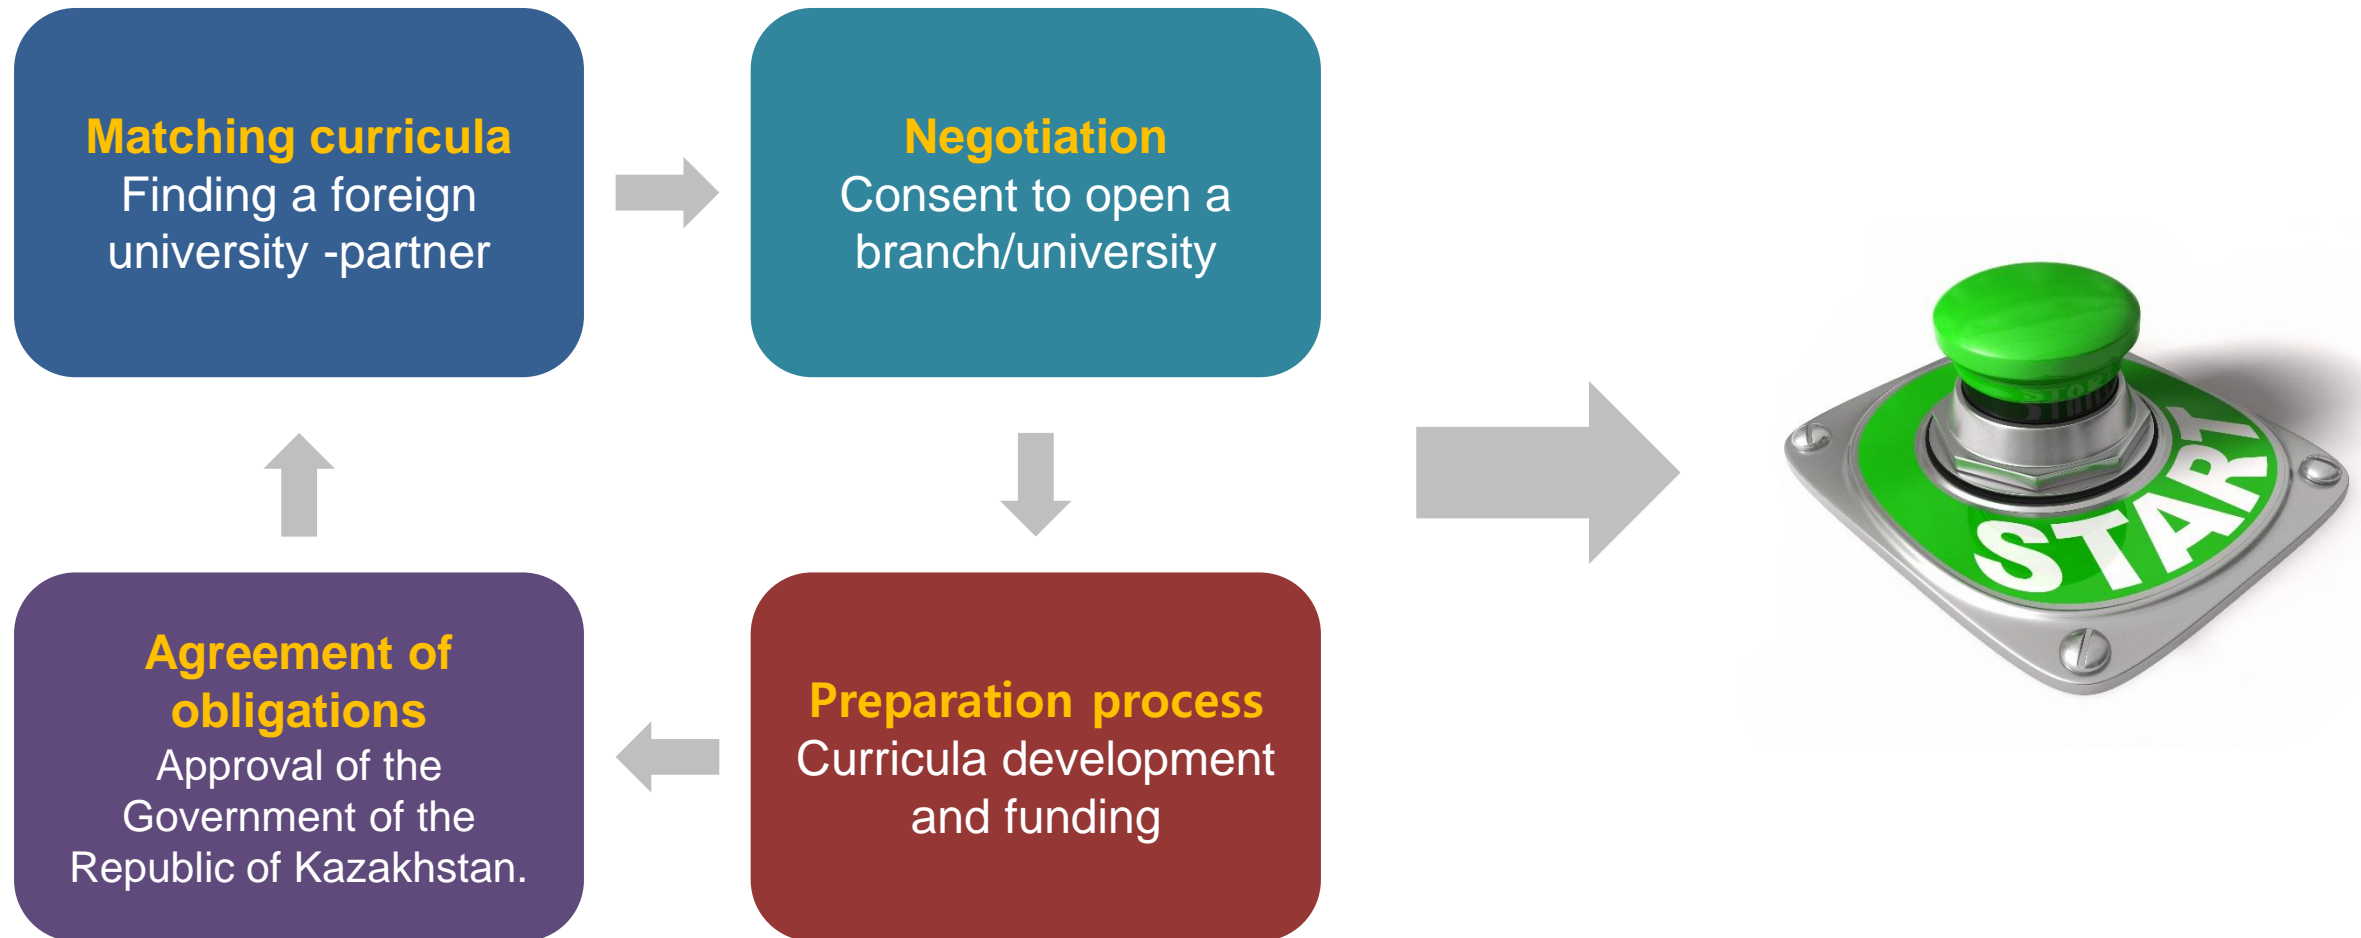 Matching curricula
Finding a foreign
university -partner
Negotiation
Consent to open a
branch/university
Agreement of
obligations
Approval of the
Government of the
Republic of Kazakhstan.
Preparation process
Curricula development
and funding
START